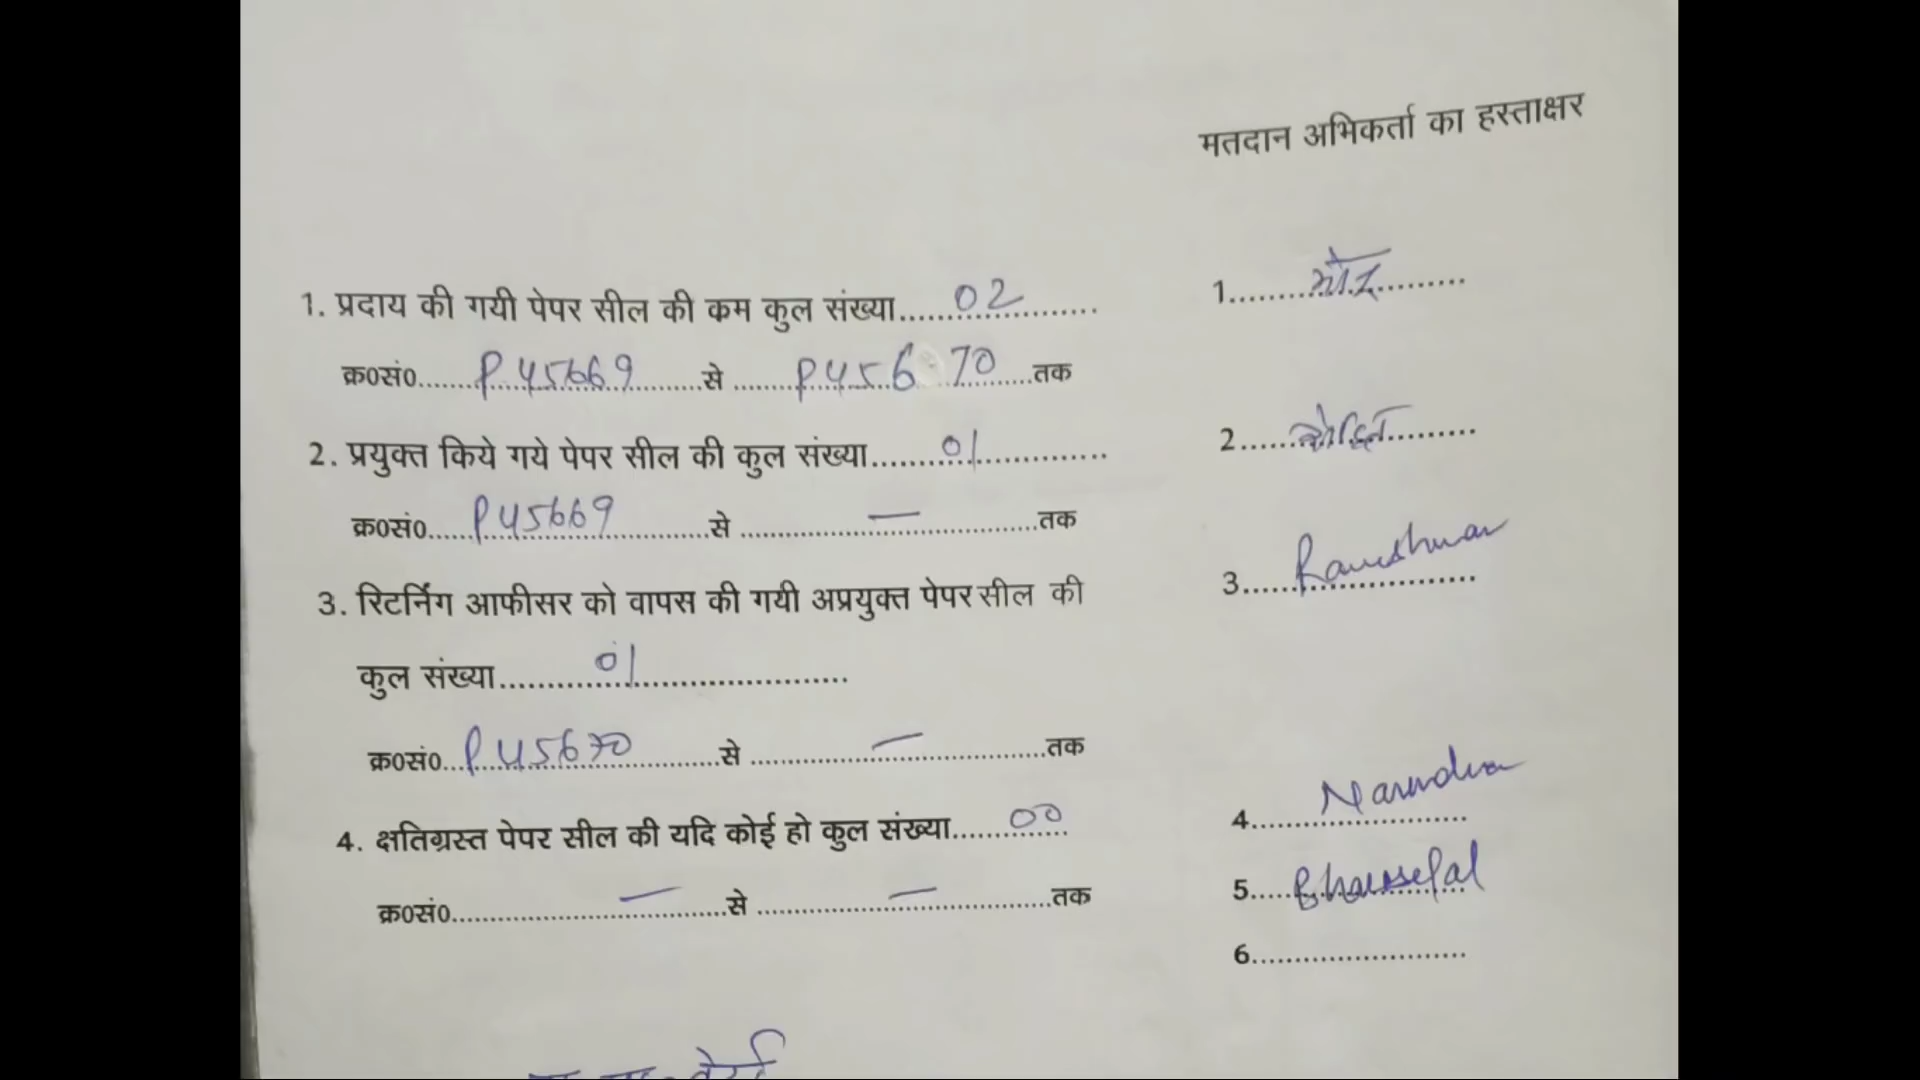 मतदान अभिकर्ता का हस्ताक्षर
1. प्रदाय की गयी पेपर सील की कम कुल संख्या......02......
1..................
क्र0सं0......P45669......से......P45670......तक
2. प्रयुक्त किये गये पेपर सील की कुल संख्या......01......
2..................
क्र0सं0......P45669......से......—......तक
3. रिटर्निंग आफीसर को वापस की गयी अप्रयुक्त पेपर सील की
3......Rameshwar......
कुल संख्या......01......
क्र0सं0...P45670......से......—......तक
4. क्षतिग्रस्त पेपर सील की यदि कोई हो कुल संख्या......00......
4......Narendra......
क्र0सं0......—......से......—......तक
5..................
6..................